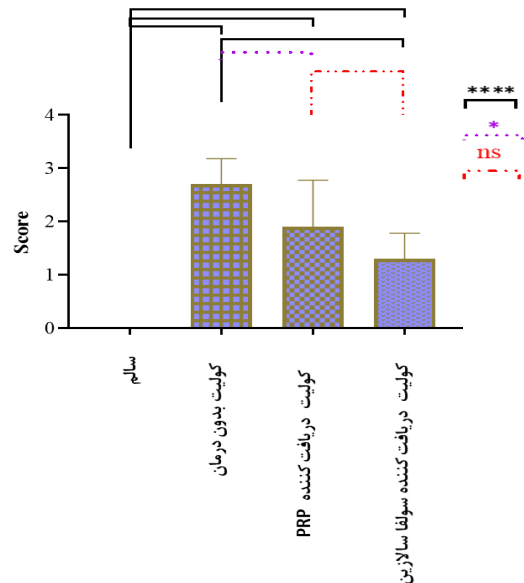 ****
*
ns
Score
4
3
2
1
0
سالم
کولیت بدون درمان
کولیت دریافت کننده PRP
کولیت دریافت کننده سولفا سالازین